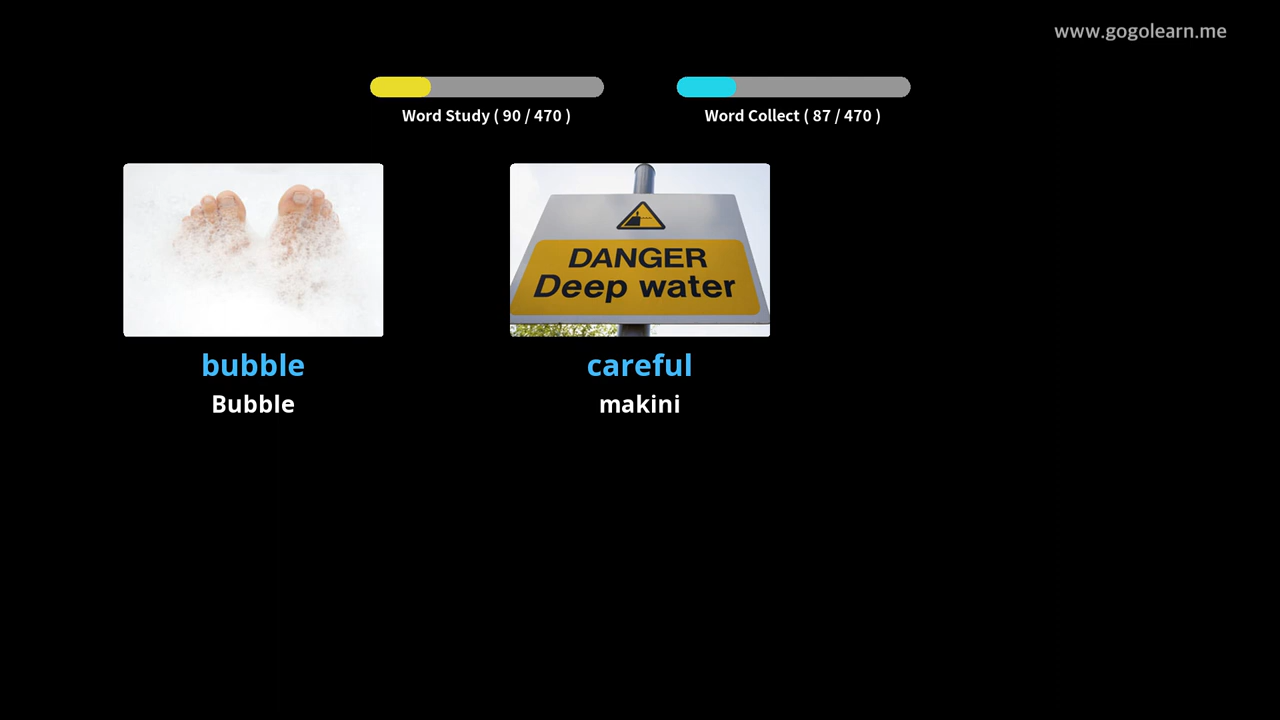 www.gogolearn.me
Word Study ( 90 / 470 )
Word Collect ( 87 / 470 )
DANGER
Deep water
bubble
Bubble
careful
makini